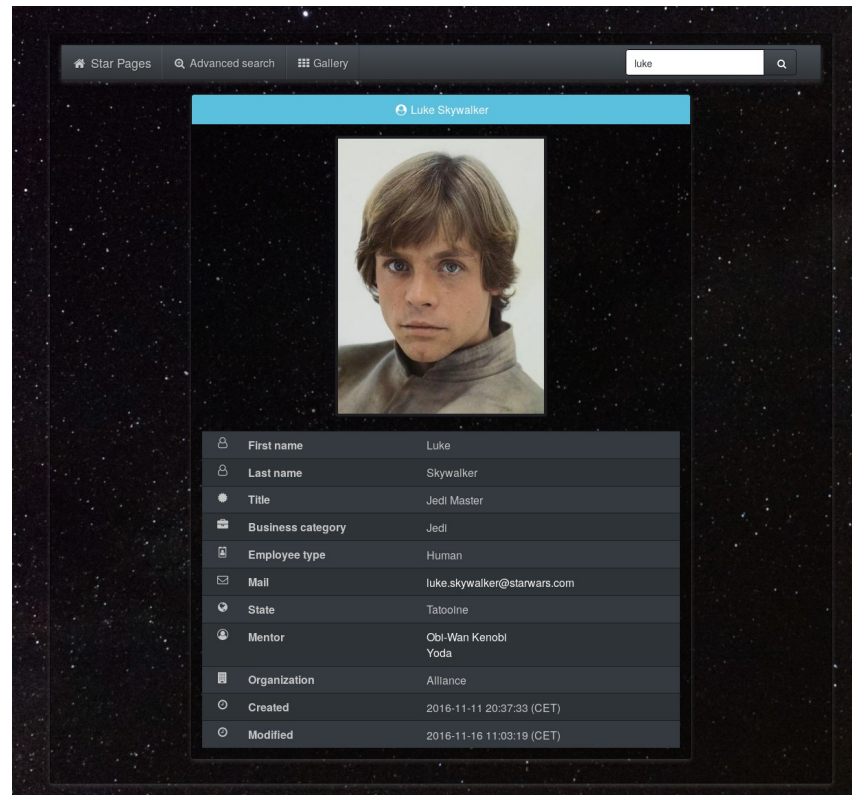 Star Pages Advanced search Gallery luke
Luke Skywalker
First name Luke
Last name Skywalker
Title Jedi Master
Business category Jedi
Employee type Human
Mail luke.skywalker@starwars.com
State Tatooine
Mentor Obi-Wan Kenobi
Yoda
Organization Alliance
Created 2016-11-11 20:37:33 (CET)
Modified 2016-11-16 11:03:19 (CET)